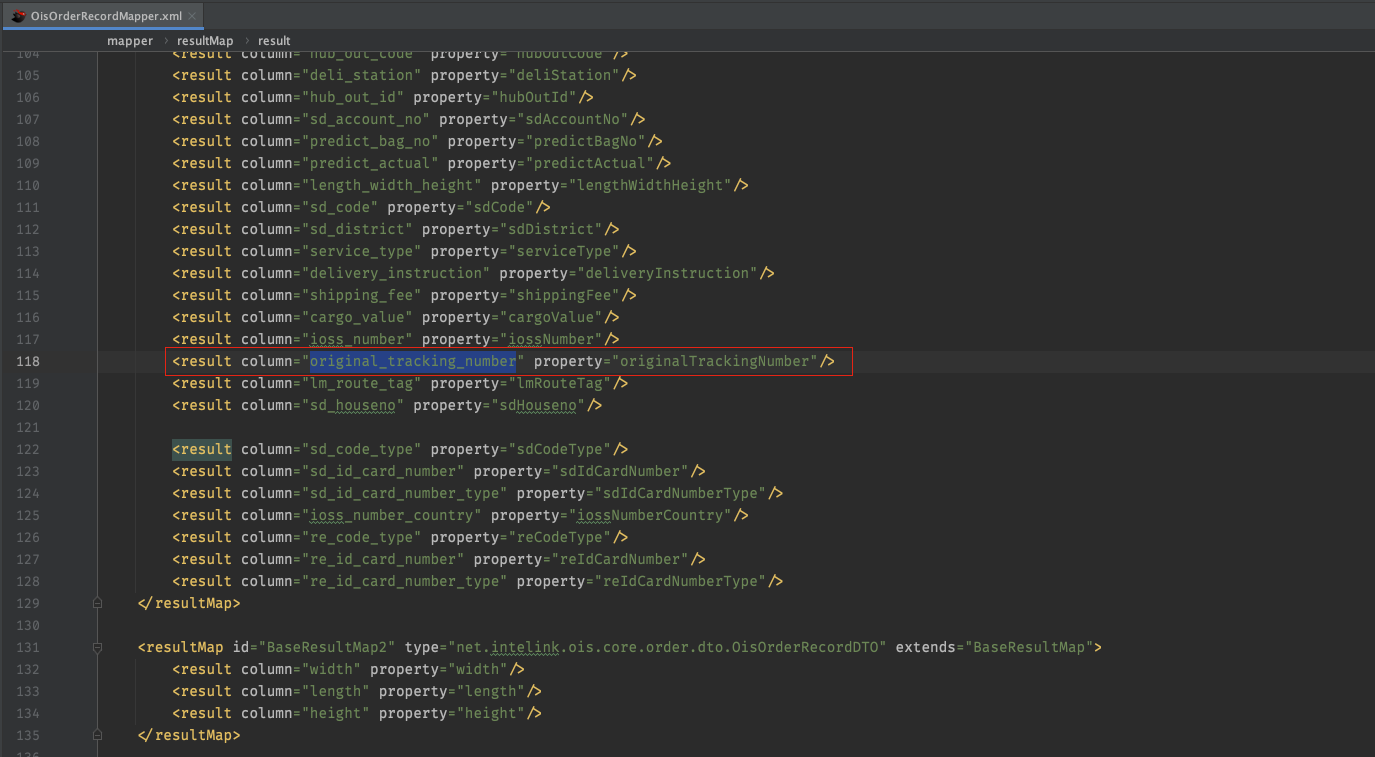 OisOrderRecordMapper.xml
mapper > resultMap > result
104 <result column="hub_out_code" property="hubOutCode"/>
105 <result column="deli_station" property="deliStation"/>
106 <result column="hub_out_id" property="hubOutId"/>
107 <result column="sd_account_no" property="sdAccountNo"/>
108 <result column="predict_bag_no" property="predictBagNo"/>
109 <result column="predict_actual" property="predictActual"/>
110 <result column="length_width_height" property="lengthWidthHeight"/>
111 <result column="sd_code" property="sdCode"/>
112 <result column="sd_district" property="sdDistrict"/>
113 <result column="service_type" property="serviceType"/>
114 <result column="delivery_instruction" property="deliveryInstruction"/>
115 <result column="shipping_fee" property="shippingFee"/>
116 <result column="cargo_value" property="cargoValue"/>
117 <result column="ioss_number" property="iossNumber"/>
118 <result column="original_tracking_number" property="originalTrackingNumber"/>
119 <result column="lm_route_tag" property="lmRouteTag"/>
120 <result column="sd_houseno" property="sdHouseno"/>
121
122 <result column="sd_code_type" property="sdCodeType"/>
123 <result column="sd_id_card_number" property="sdIdCardNumber"/>
124 <result column="sd_id_card_number_type" property="sdIdCardNumberType"/>
125 <result column="ioss_number_country" property="iossNumberCountry"/>
126 <result column="re_code_type" property="reCodeType"/>
127 <result column="re_id_card_number" property="reIdCardNumber"/>
128 <result column="re_id_card_number_type" property="reIdCardNumberType"/>
129 </resultMap>
130
131 <resultMap id="BaseResultMap2" type="net.intelink.ois.core.order.dto.OisOrderRecordDTO" extends="BaseResultMap">
132 <result column="width" property="width"/>
133 <result column="length" property="length"/>
134 <result column="height" property="height"/>
135 </resultMap>
136